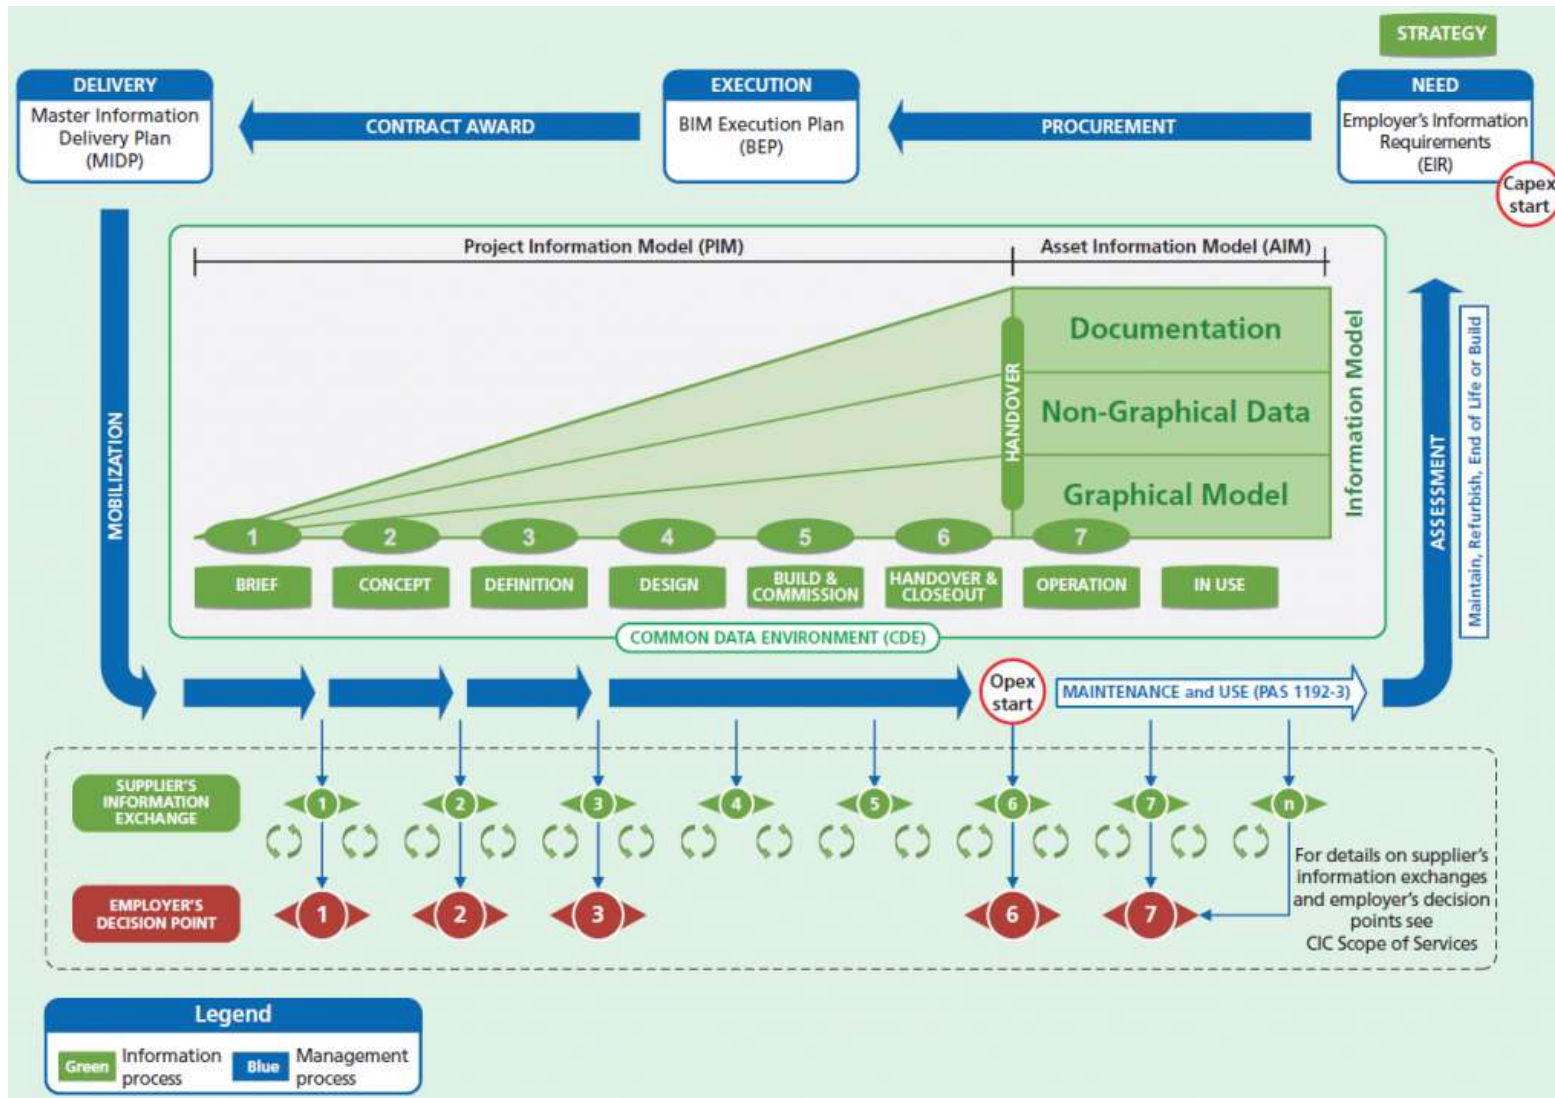 STRATEGY
DELIVERY
Master Information
Delivery Plan
(MIDP)
CONTRACT AWARD
EXECUTION
BIM Execution Plan
(BEP)
PROCUREMENT
NEED
Employer's Information
Requirements
(EIR)
Capex
start
Project Information Model (PIM)
Asset Information Model (AIM)
MOBILIZATION
HANDOVER
Documentation
Non-Graphical Data
Graphical Model
Information Model
ASSESSMENT
Maintain, Refurbish, End of Life or Build
1
2
3
4
5
6
7
BRIEF
CONCEPT
DEFINITION
DESIGN
BUILD &
COMMISSION
HANDOVER &
CLOSEOUT
OPERATION
IN USE
COMMON DATA ENVIRONMENT (CDE)
Opex
start
MAINTENANCE and USE (PAS 1192-3)
SUPPLIER'S
INFORMATION
EXCHANGE
1
2
3
4
5
6
7
n
For details on supplier's
information exchanges
and employer's decision
points see
CIC Scope of Services
EMPLOYER'S
DECISION POINT
1
2
3
6
7
Legend
Green
Information
process
Blue
Management
process